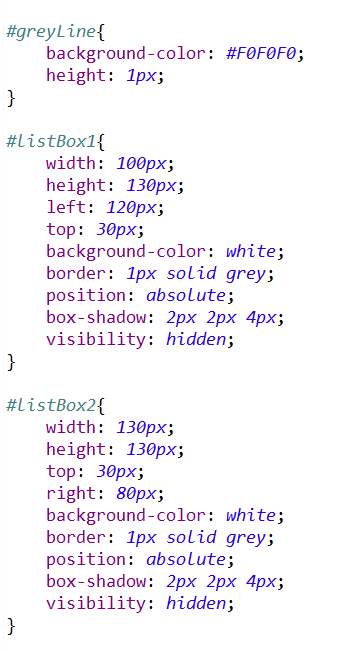 #greyLine{
    background-color: #F0F0F0;
    height: 1px;
}

#listBox1{
    width: 100px;
    height: 130px;
    left: 120px;
    top: 30px;
    background-color: white;
    border: 1px solid grey;
    position: absolute;
    box-shadow: 2px 2px 4px;
    visibility: hidden;
}

#listBox2{
    width: 130px;
    height: 130px;
    top: 30px;
    right: 80px;
    background-color: white;
    border: 1px solid grey;
    position: absolute;
    box-shadow: 2px 2px 4px;
    visibility: hidden;
}